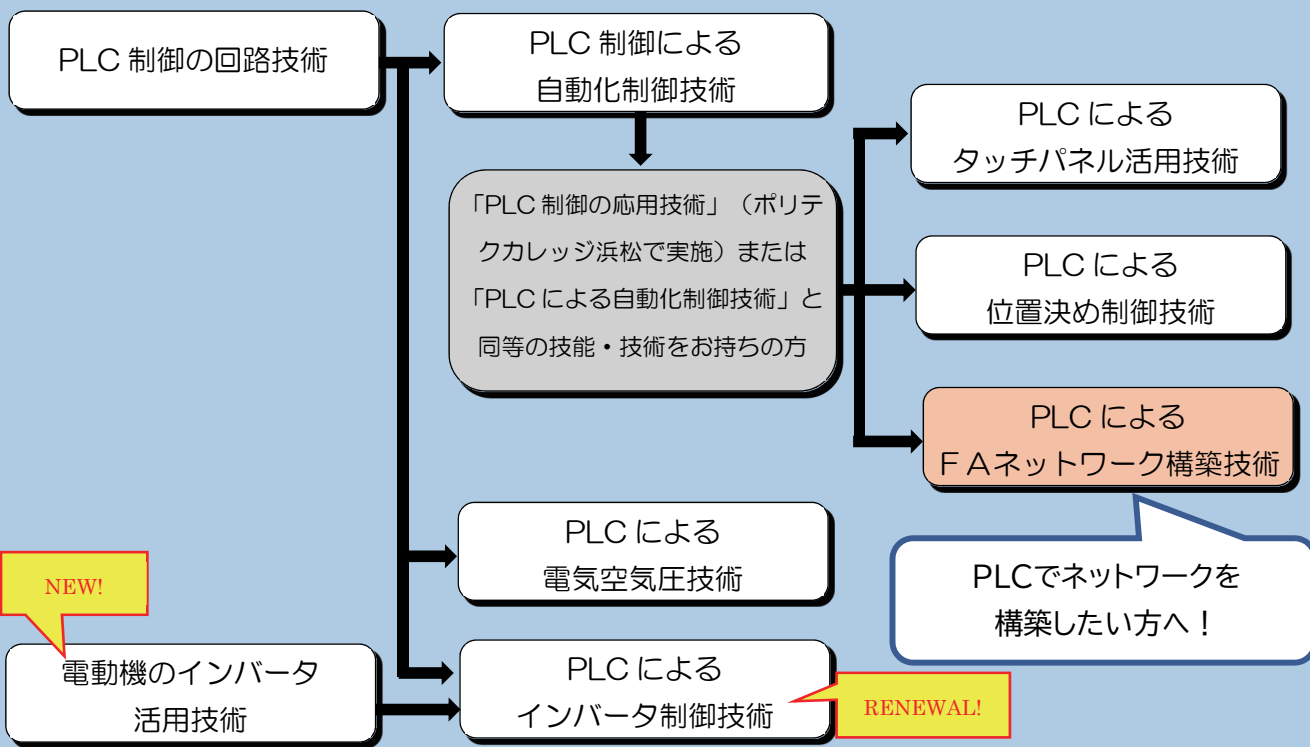 PLC 制御の回路技術
PLC 制御による
自動化制御技術
「PLC 制御の応用技術」（ポリテ
クカレッジ浜松で実施）または
「PLC による自動化制御技術」と
同等の技能・技術をお持ちの方
PLC による
タッチパネル活用技術
PLC による
位置決め制御技術
PLC による
ＦＡネットワーク構築技術
PLCでネットワークを
構築したい方へ！
PLC による
電気空気圧技術
NEW!
電動機のインバータ
活用技術
PLC による
インバータ制御技術
RENEWAL!